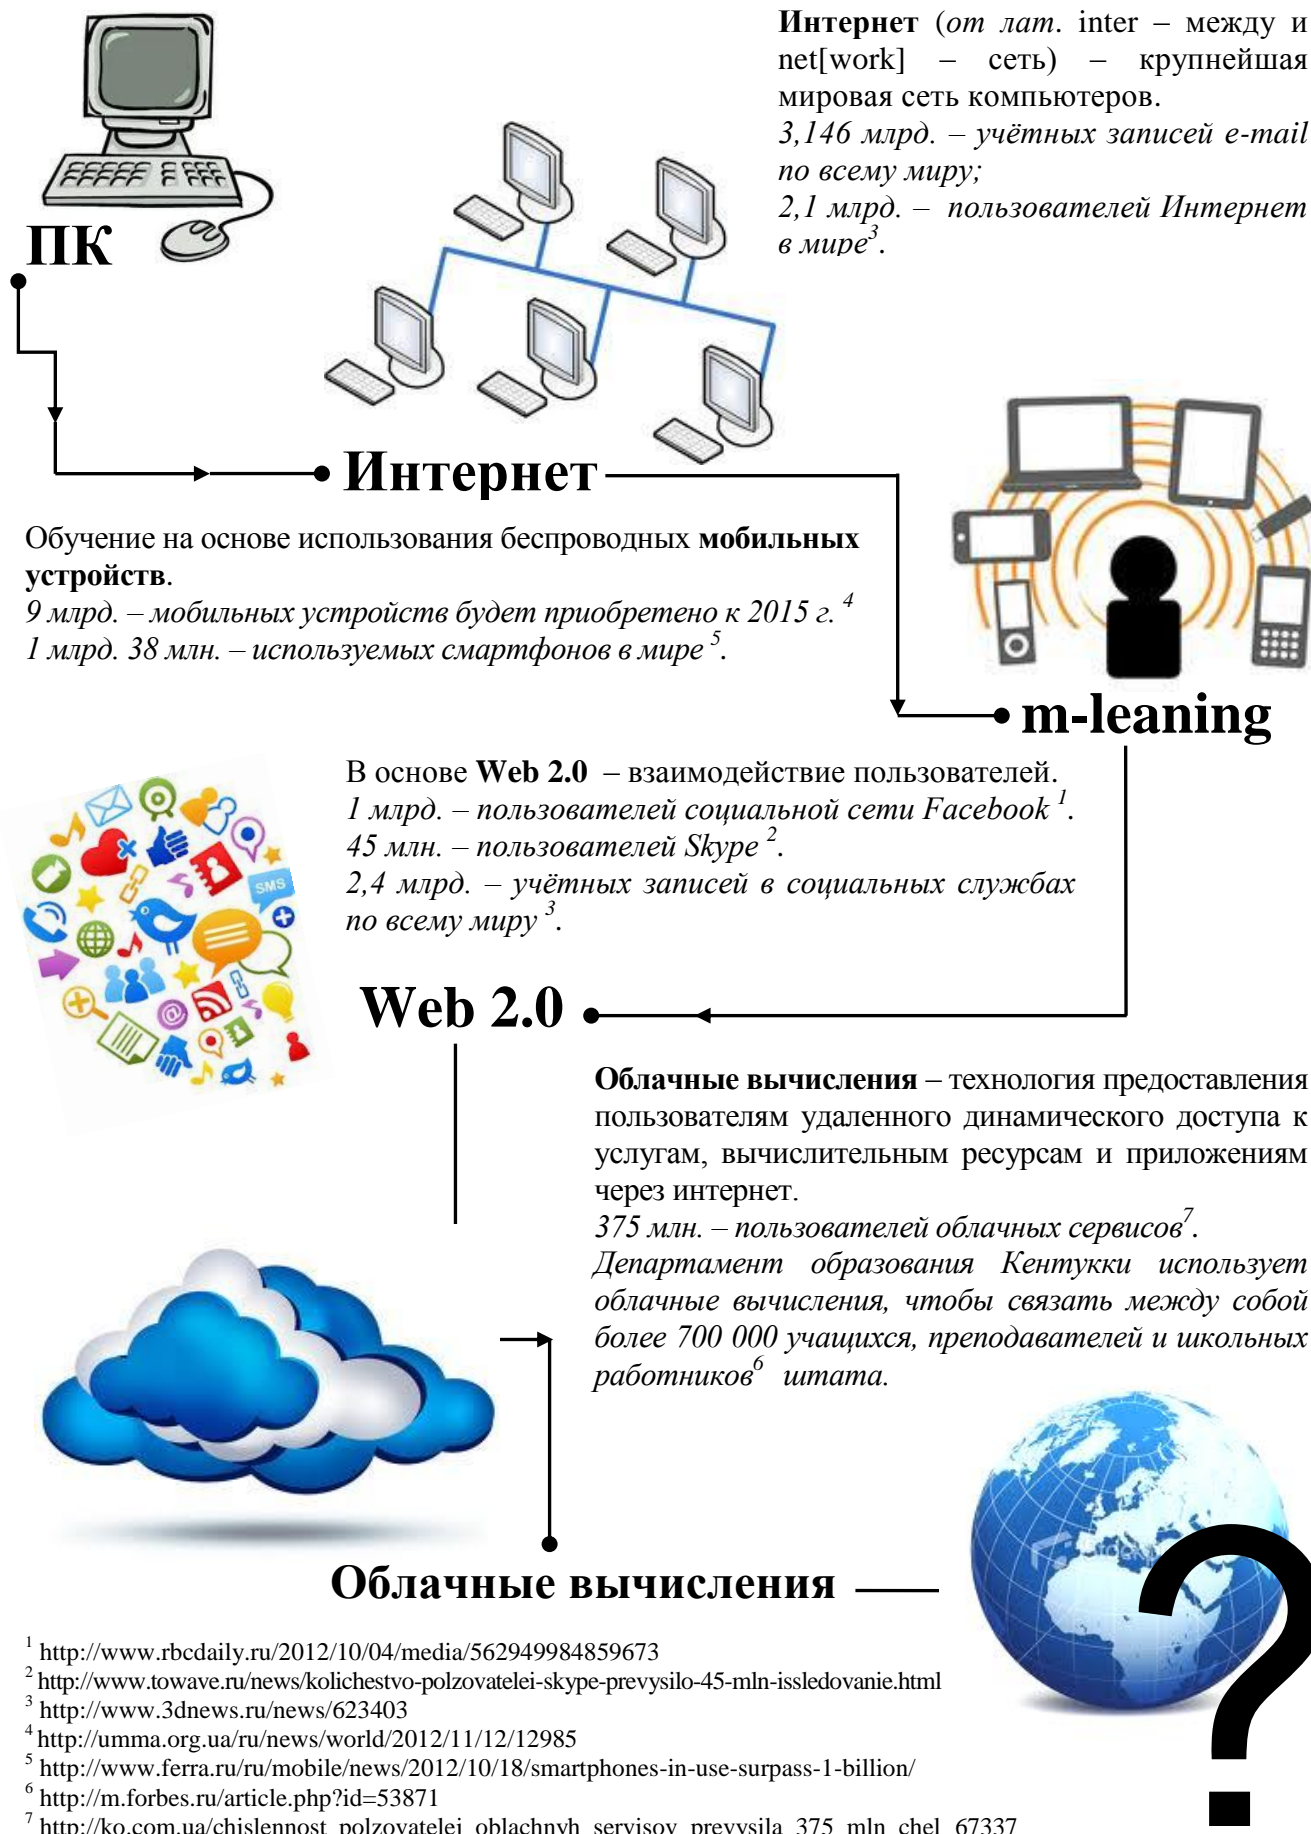 Интернет (от лат. inter – между и
net[work] – сеть) – крупнейшая
мировая сеть компьютеров.
3,146 млрд. – учётных записей e-mail
по всему миру;
2,1 млрд. – пользователей Интернет
в мире3.
ПК
Интернет
Обучение на основе использования беспроводных мобильных
устройств.
9 млрд. – мобильных устройств будет приобретено к 2015 г. 4
1 млрд. 38 млн. – используемых смартфонов в мире 5.
m-leaning
В основе Web 2.0 – взаимодействие пользователей.
1 млрд. – пользователей социальной сети Facebook 1.
45 млн. – пользователей Skype 2.
2,4 млрд. – учётных записей в социальных службах
по всему миру 3.
SMS
Web 2.0
Облачные вычисления – технология предоставления
пользователям удаленного динамического доступа к
услугам, вычислительным ресурсам и приложениям
через интернет.
375 млн. – пользователей облачных сервисов7.
Департамент образования Кентукки использует
облачные вычисления, чтобы связать между собой
более 700 000 учащихся, преподавателей и школьных
работников6 штата.
Облачные вычисления
?
1 http://www.rbcdaily.ru/2012/10/04/media/562949984859673
2 http://www.towave.ru/news/kolichestvo-polzovatelei-skype-prevysilo-45-mln-issledovanie.html
3 http://www.3dnews.ru/news/623403
4 http://umma.org.ua/ru/news/world/2012/11/12/12985
5 http://www.ferra.ru/ru/mobile/news/2012/10/18/smartphones-in-use-surpass-1-billion/
6 http://m.forbes.ru/article.php?id=53871
7 http://ko.com.ua/chislennost_polzovatelej_oblachnyh_servisov_prevysila_375_mln_chel_67337